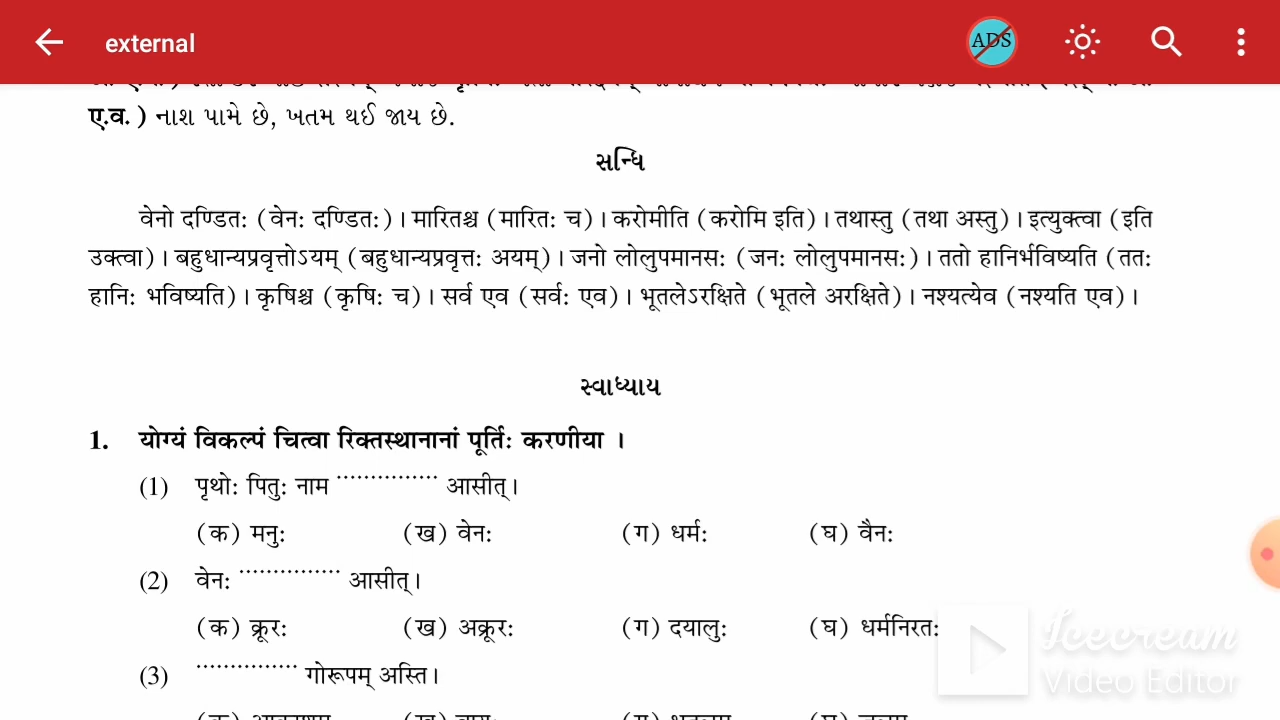 external
ADS
ए.व. ) નાશ પામે છે, ખતમ થઈ જાય છે.
સન્ધિ
वेनो दण्डितः (वेनः दण्डितः)। मारितश्च (मारितः च)। करोमीति (करोमि इति)। तथास्तु (तथा अस्तु)। इत्युक्त्वा (इति
उक्त्वा)। बहुधान्यप्रवृत्तोऽयम् (बहुधान्यप्रवृत्तः अयम्)। जनो लोलुपमानसः (जनः लोलुपमानसः)। ततो हानिर्भविष्यति (ततः
हानिः भविष्यति)। कृषिश्च (कृषिः च)। सर्व एव (सर्वः एव)। भूतलेऽरक्षिते (भूतले अरक्षिते)। नश्यत्येव (नश्यति एव)।
સ્વાધ્યાય
1. योग्यं विकल्पं चित्वा रिक्तस्थानानां पूर्तिः करणीया ।
(1) पृथोः पितुः नाम ............... आसीत्।
(क) मनुः (ख) वेनः (ग) धर्मः (घ) वैनः
(2) वेनः ............... आसीत्।
(क) क्रूरः (ख) अक्रूरः (ग) दयालुः (घ) धर्मनिरतः
(3) ............... गोरूपम् अस्ति।
Icecream
Video Editor